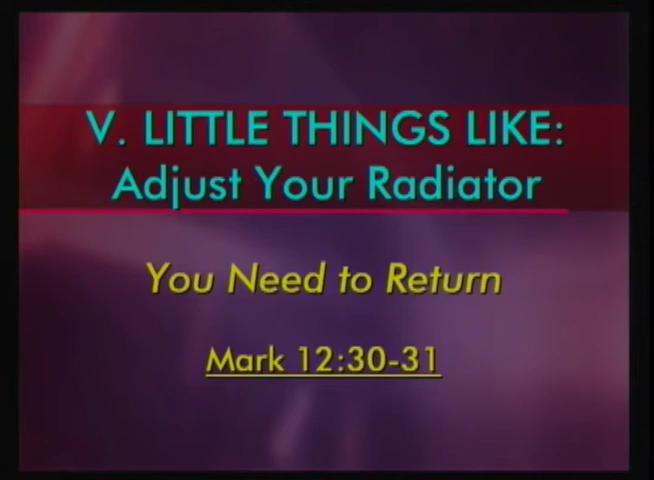 V. LITTLE THINGS LIKE:
Adjust Your Radiator
You Need to Return
Mark 12:30-31